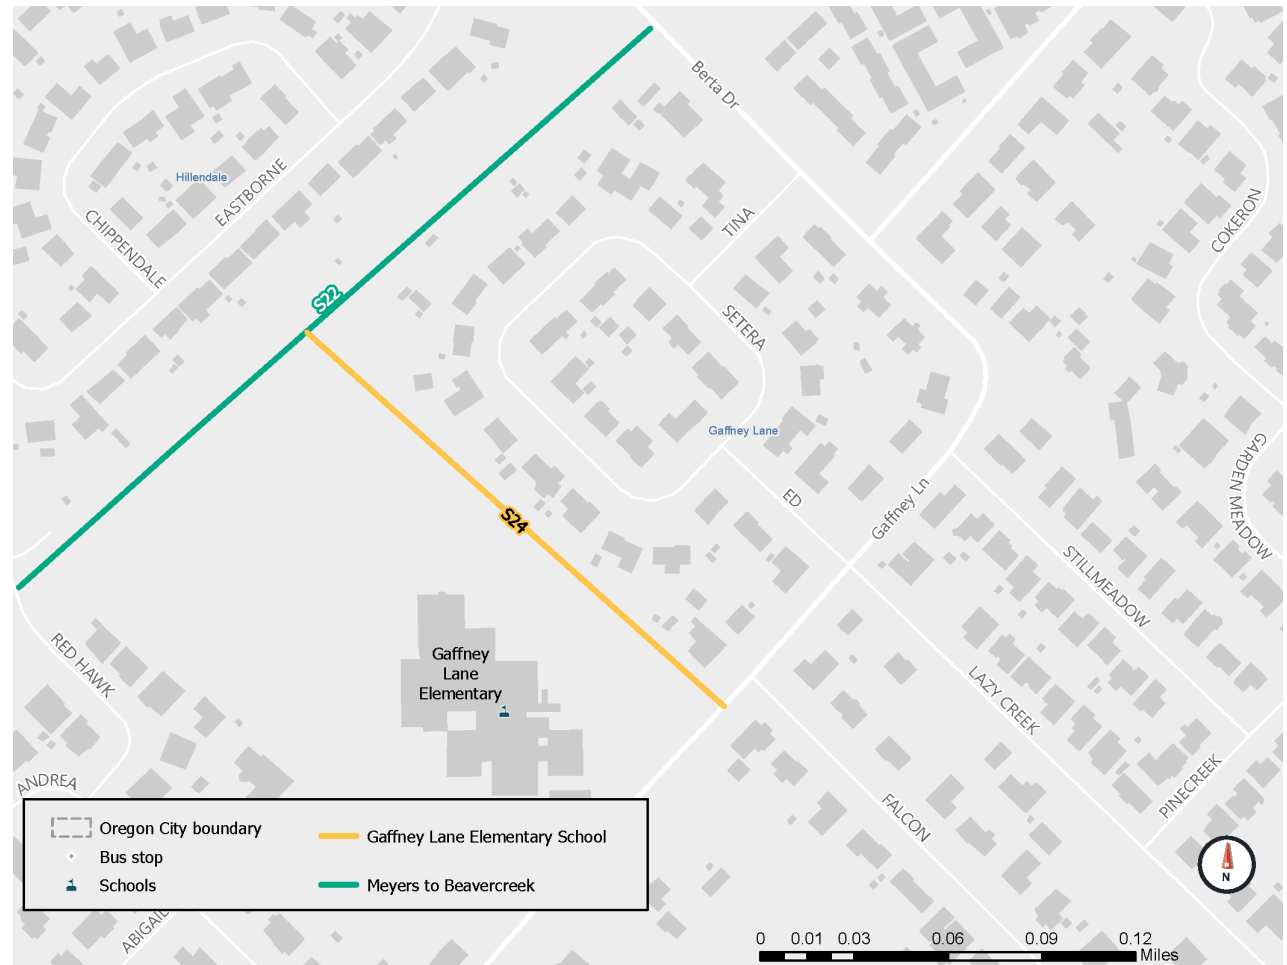 Berta Dr
Hillendale
EASTBORNE
CHIPPENDALE
TINA
COKERON
S22
SETERA
Gaffney Lane
ED
Gaffney Ln
GARDEN MEADOW
S24
STILLMEADOW
RED HAWK
Gaffney
Lane
Elementary
LAZY CREEK
ANDREA
PINECREEK
FALCON
Oregon City boundary
Bus stop
Schools
Gaffney Lane Elementary School
Meyers to Beavercreek
ABIGAIL
N
0 0.01 0.03 0.06 0.09 0.12
Miles